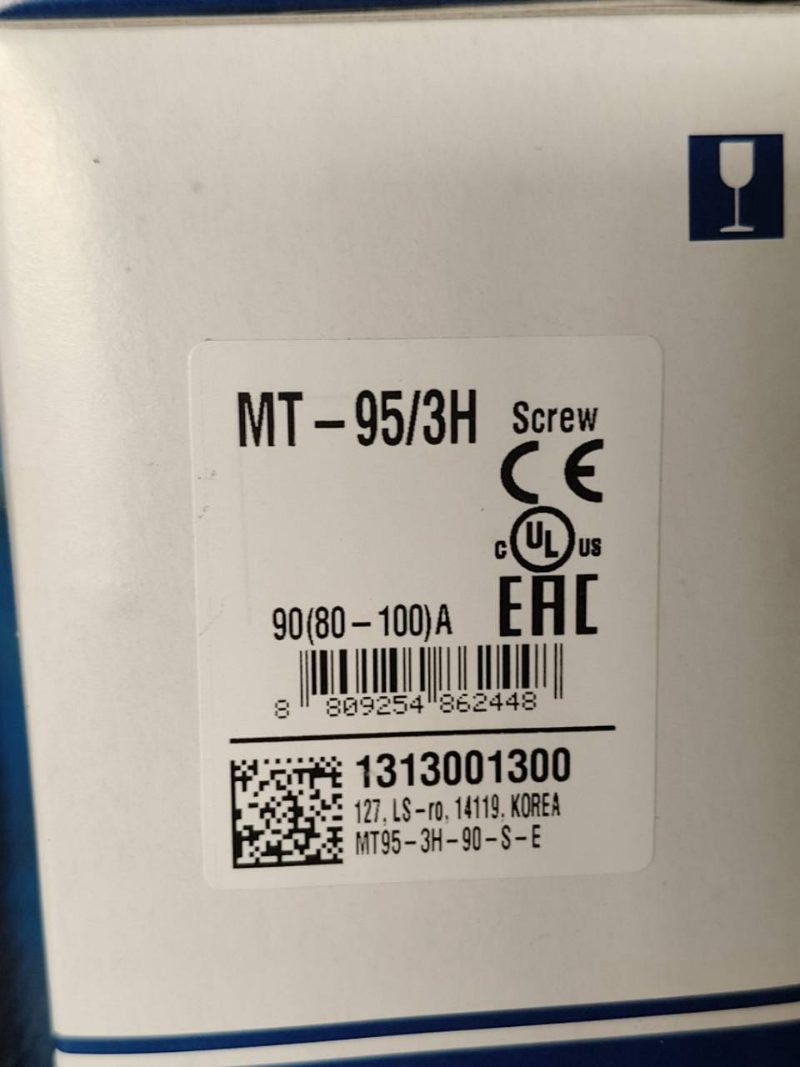 MT-95/3H Screw
CE
C UL US
EAC
90(80-100)A
8 809254 862448
1313001300
127, LS-ro, 14119, KOREA
MT95-3H-90-S-E